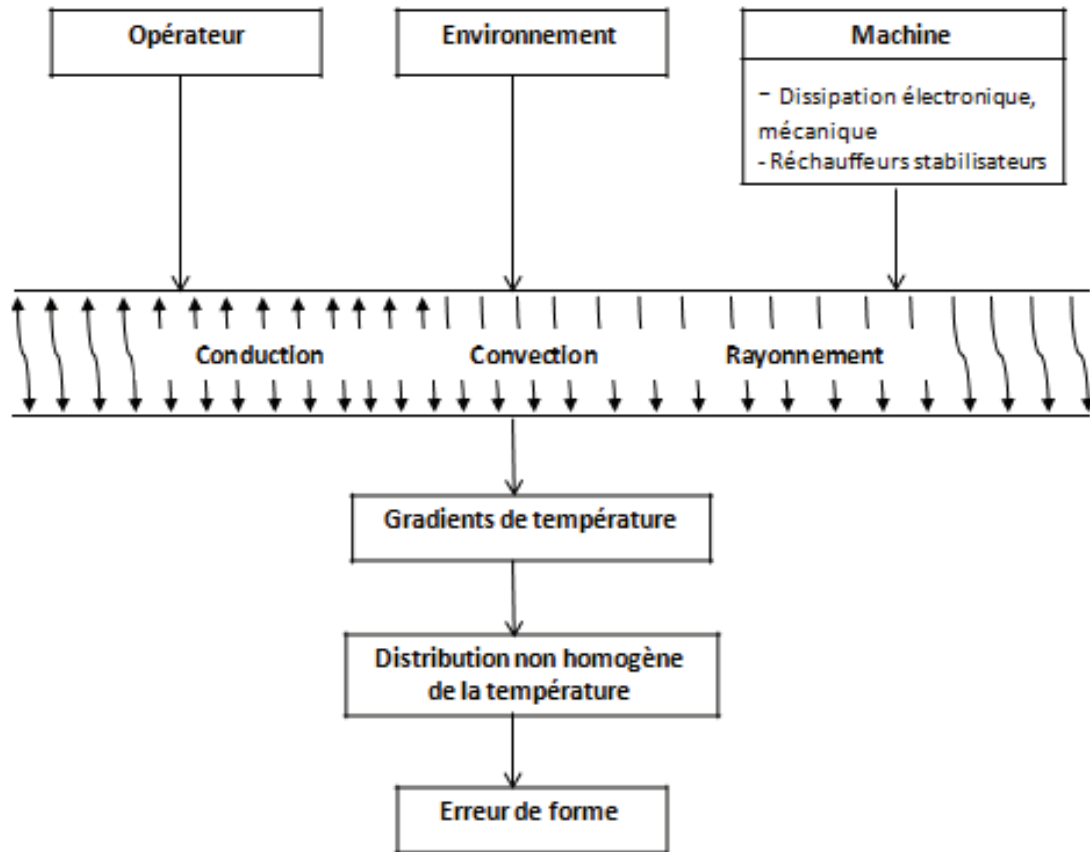 Opérateur
Environnement
Machine
- Dissipation électronique,
mécanique
- Réchauffeurs stabilisateurs
Conduction
Convection
Rayonnement
Gradients de température
Distribution non homogène
de la température
Erreur de forme